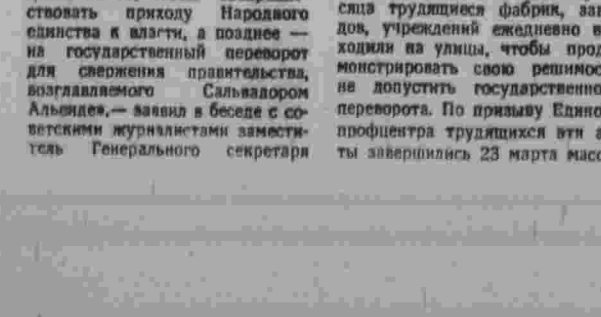 ствовать приходу Народного
единства к власти, а позднее —
на государственный переворот
для свержения правительства,
возглавляемого Сальвадором
Альенде,— заявил в беседе с со-
ветскими журналистами замести-
тель Генерального секретаря
сяца трудящиеся фабрик, зав
дов, учреждений ежедневно в
ходили на улицы, чтобы прод
монстрировать свою решимос
не допустить государственно
переворота. По призыву Едино
профцентра трудящихся эти а
ты завершились 23 марта масс